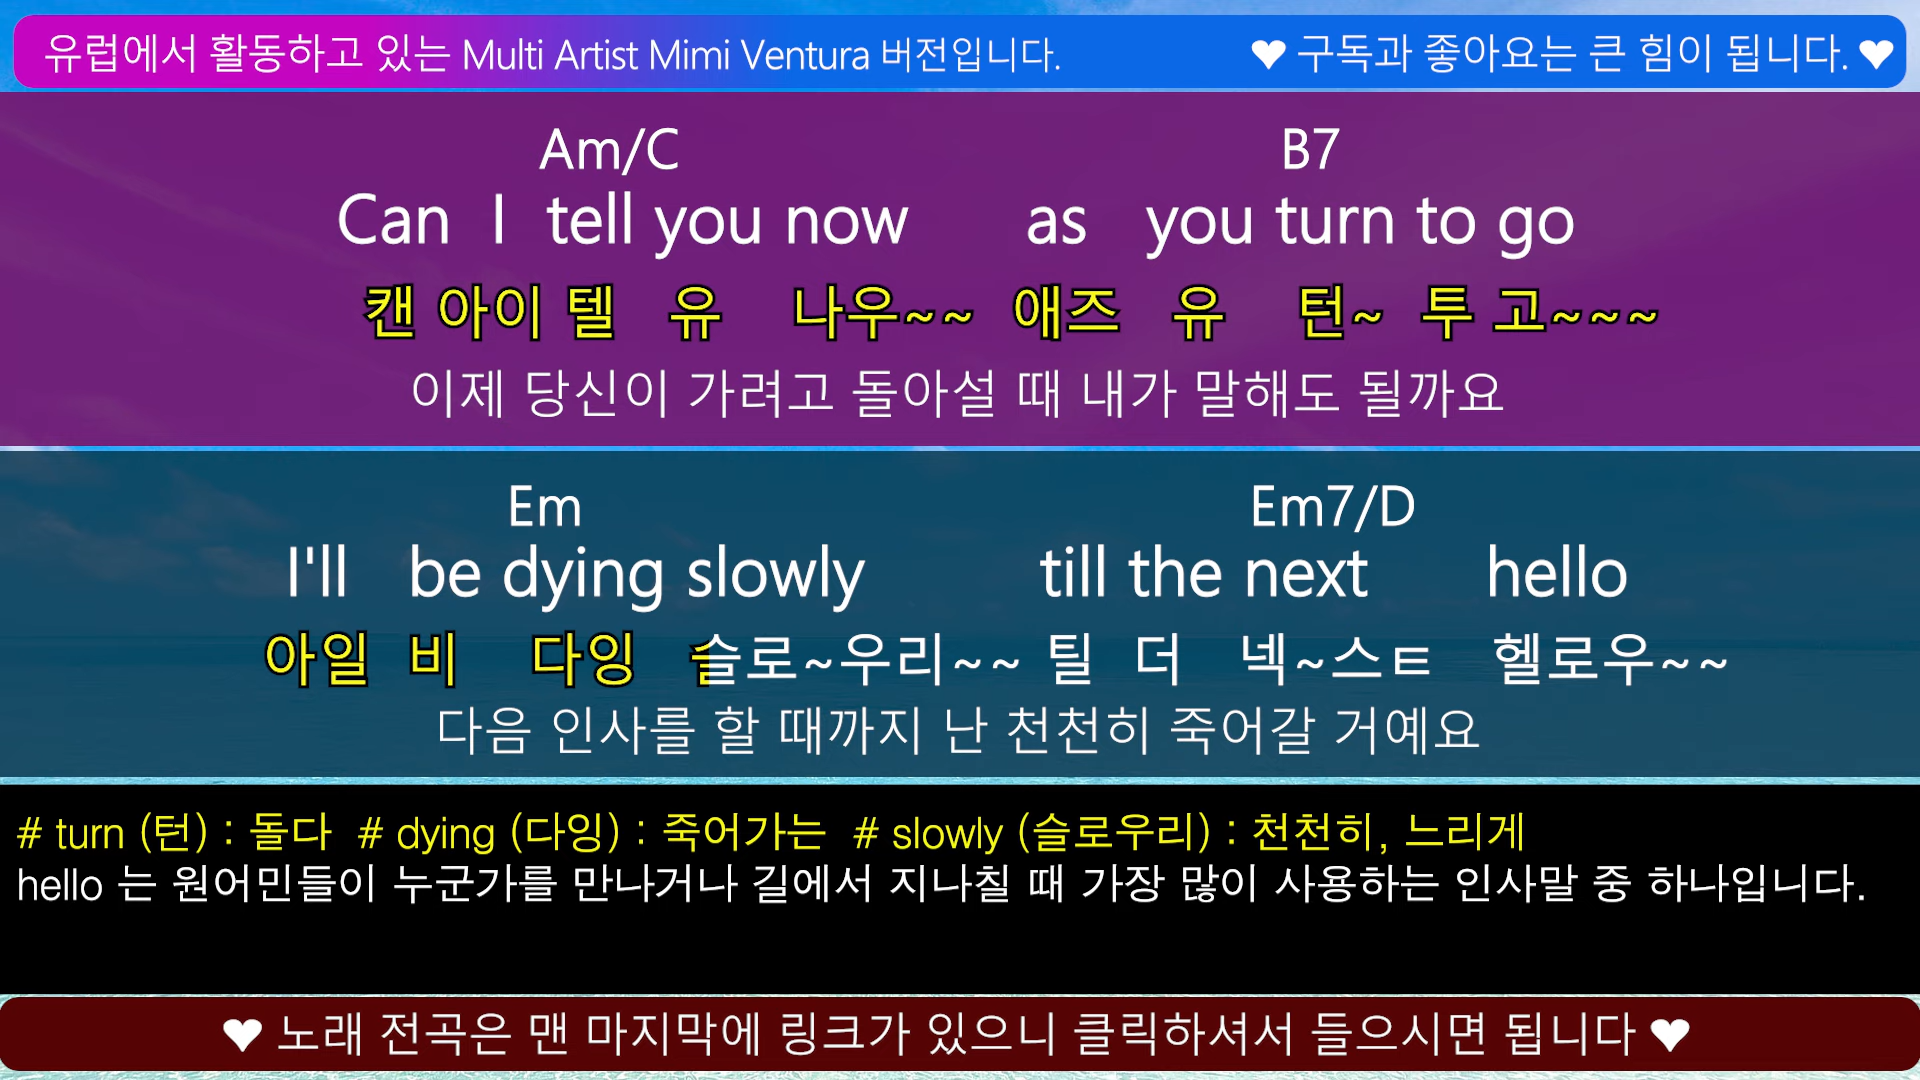 유럽에서 활동하고 있는 Multi Artist Mimi Ventura 버전입니다. ♥ 구독과 좋아요는 큰 힘이 됩니다. ♥
Am/C B7
Can I tell you now as you turn to go
캔 아이 텔 유 나우~~ 애즈 유 턴~ 투 고~~~
이제 당신이 가려고 돌아설 때 내가 말해도 될까요
Em Em7/D
I'll be dying slowly till the next hello
아일 비 다잉 슬로~우리~~ 틸 더 넥~스트 헬로우~~
다음 인사를 할 때까지 난 천천히 죽어갈 거예요
# turn (턴) : 돌다 # dying (다잉) : 죽어가는 # slowly (슬로우리) : 천천히, 느리게
hello 는 원어민들이 누군가를 만나거나 길에서 지나칠 때 가장 많이 사용하는 인사말 중 하나입니다.
♥ 노래 전곡은 맨 마지막에 링크가 있으니 클릭하셔서 들으시면 됩니다 ♥